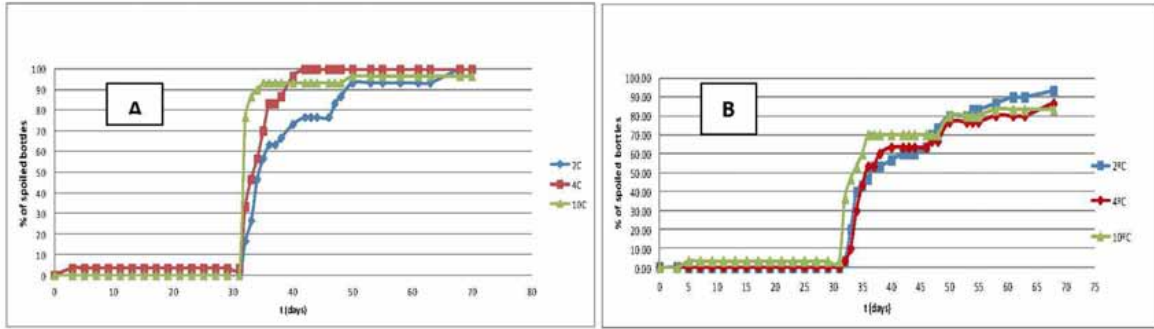 A
% of spoiled bottles
100
90
80
70
60
50
40
30
20
10
0
0 10 20 30 40 50 60 70 80
t (days)
2C
4C
10C
B
% of spoiled bottles
100.00
90.00
80.00
70.00
60.00
50.00
40.00
30.00
20.00
10.00
0.00
0 5 10 15 20 25 30 35 40 45 50 55 60 65 70 75
t (days)
2ºC
4ºC
10ºC